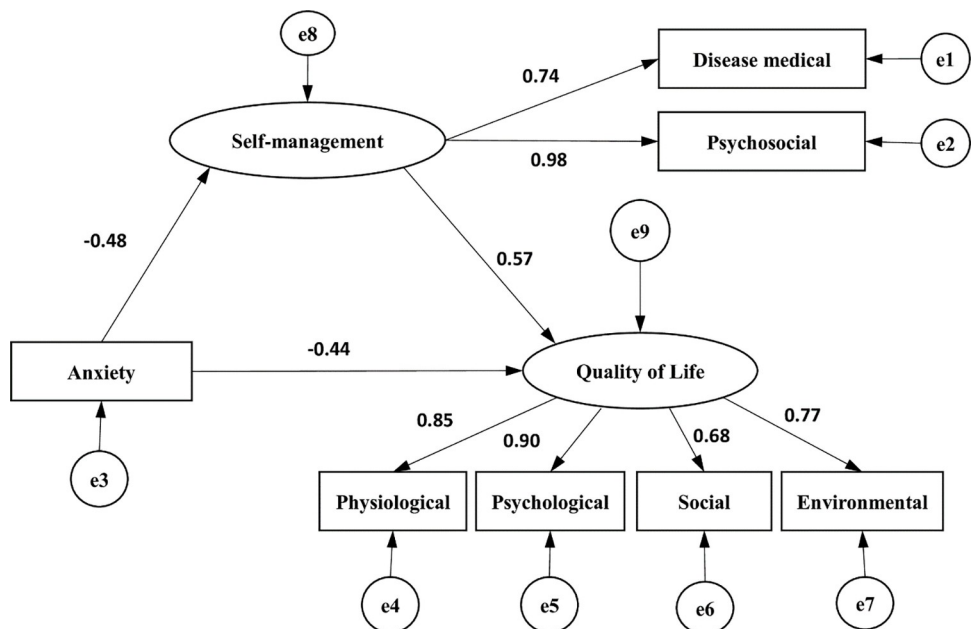 e8
Disease medical
e1
0.74
Self-management
Psychosocial
e2
0.98
-0.48
e9
0.57
-0.44
Anxiety
Quality of Life
0.85
0.90
0.68
0.77
e3
Physiological
Psychological
Social
Environmental
e4
e5
e6
e7